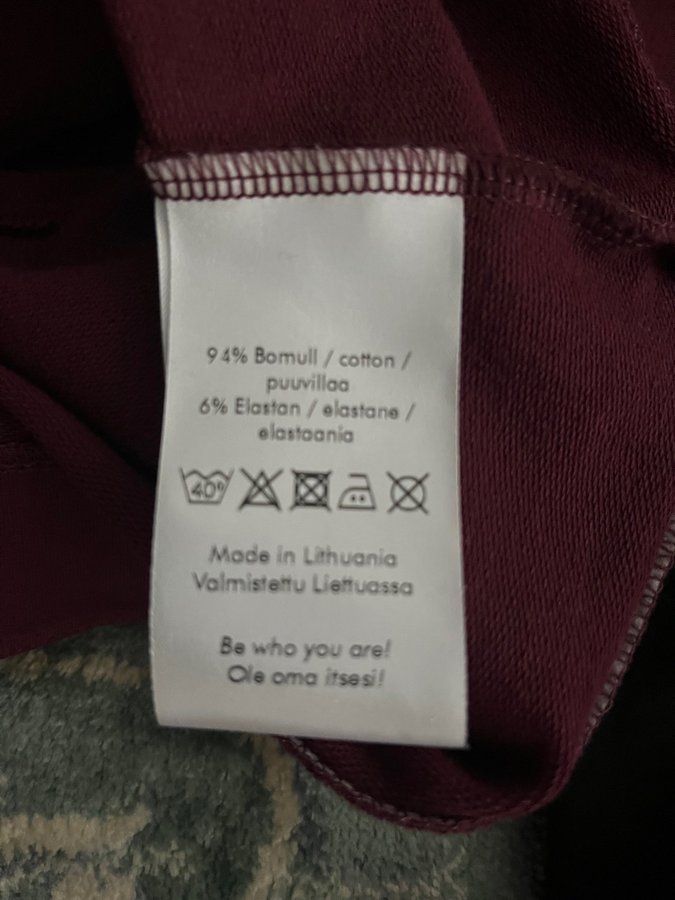 94% Bomull / cotton /
puuvillaa
6% Elastan / elastane /
elastaania
40°
Made in Lithuania
Valmistettu Liettuassa
Be who you are!
Ole oma itsesi!